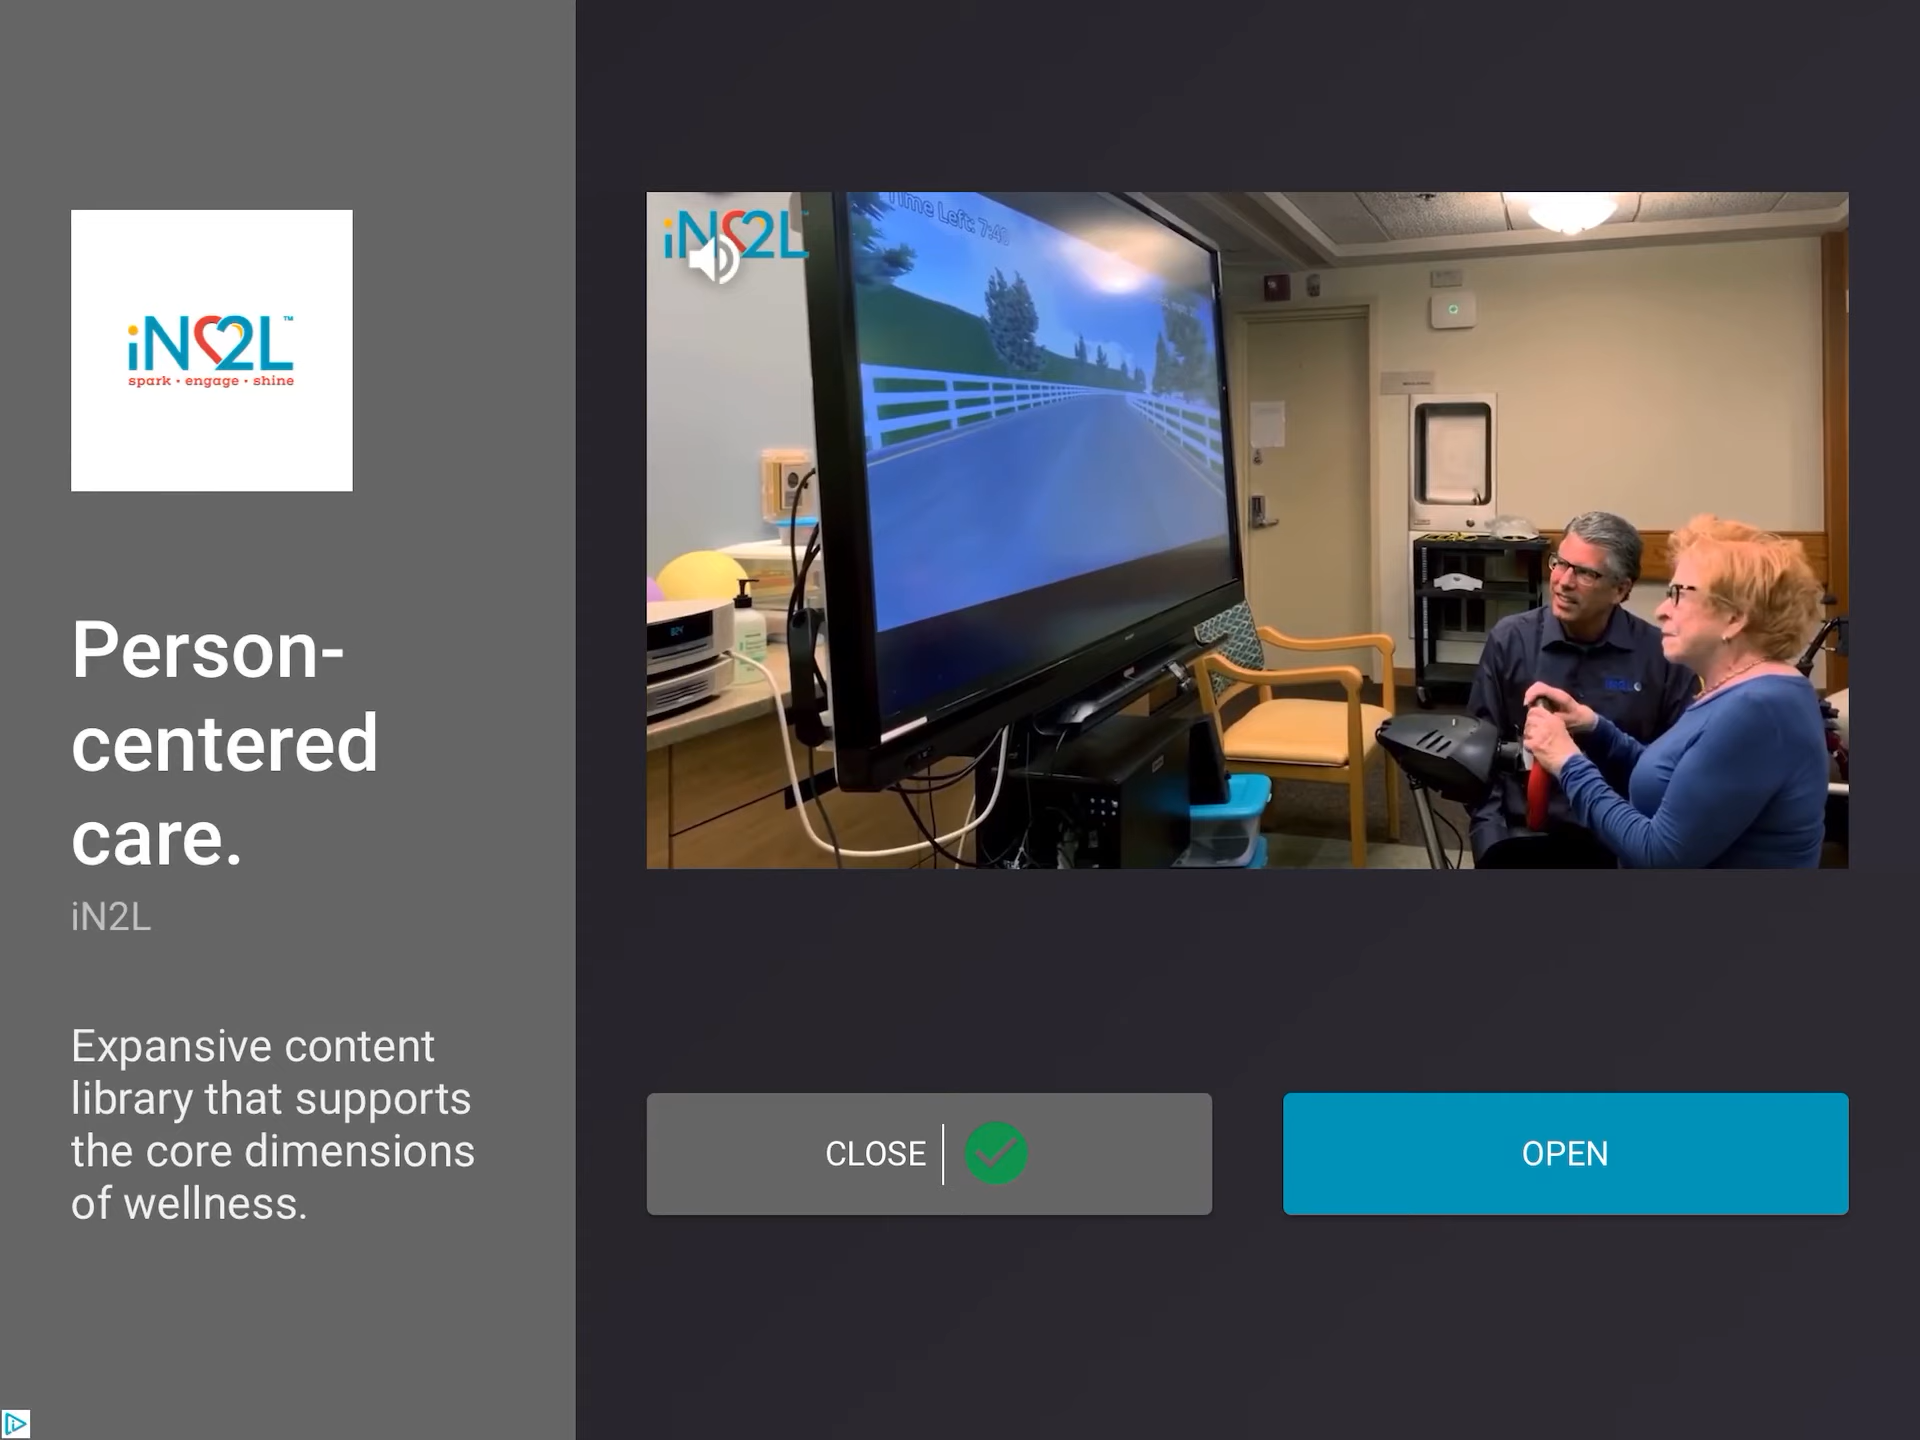 iN2L™
spark • engage • shine
Person-
centered
care.
iN2L
Expansive content
library that supports
the core dimensions
of wellness.
iN2L
Time Left: 7:40
CLOSE
OPEN